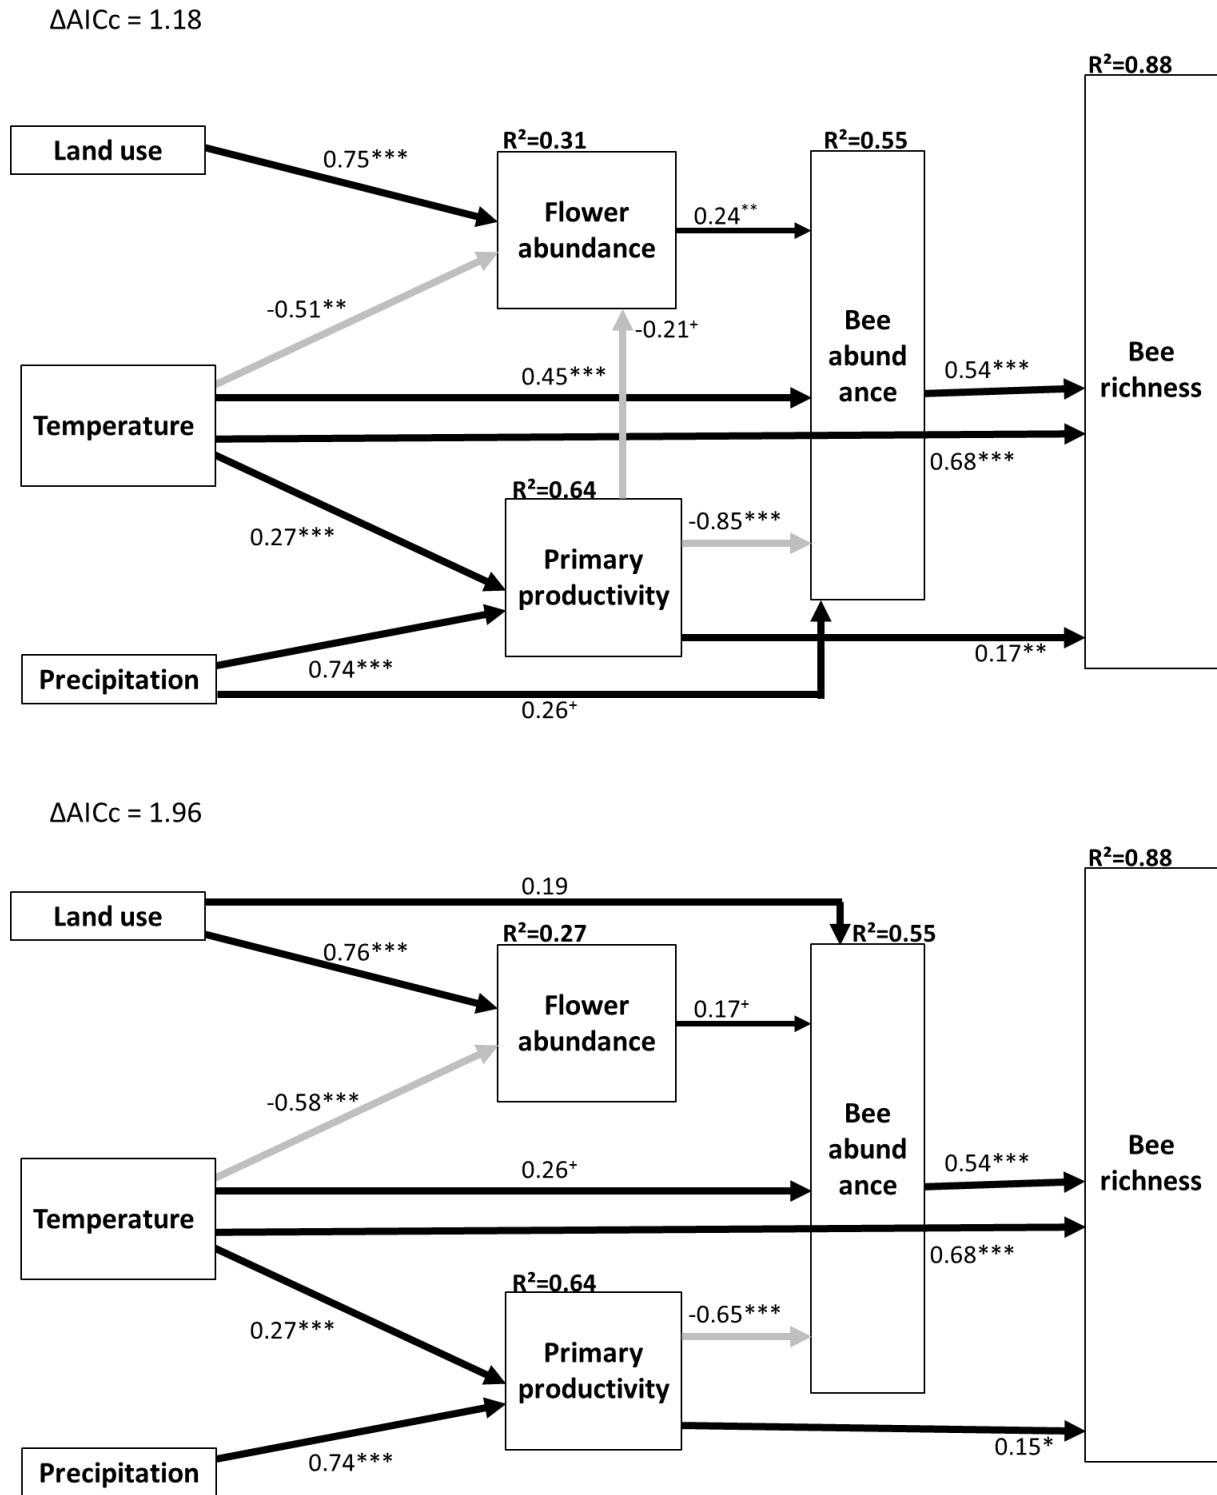 ΔAICc = 1.18
R²=0.88
Land use
0.75***
R²=0.31
R²=0.55
Flower
abundance
0.24**
-0.51**
-0.21⁺
Bee
abund
ance
Bee
richness
0.45***
0.54***
Temperature
0.68***
R²=0.64
-0.85***
0.27***
Primary
productivity
0.17**
Precipitation
0.74***
0.26⁺
ΔAICc = 1.96
R²=0.88
Land use
0.19
0.76***
R²=0.27
R²=0.55
Flower
abundance
0.17⁺
-0.58***
Bee
abund
ance
Bee
richness
0.26⁺
0.54***
Temperature
0.68***
R²=0.64
-0.65***
0.27***
Primary
productivity
0.15*
Precipitation
0.74***